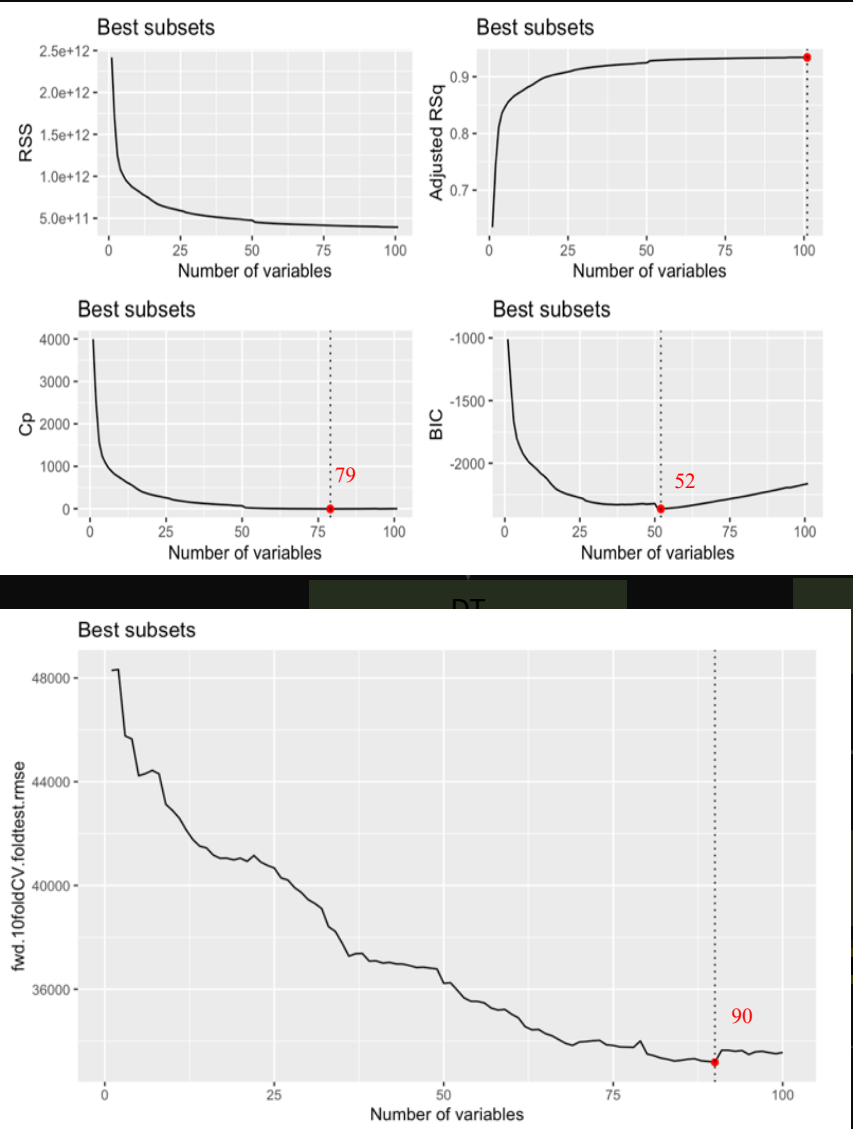 Best subsets
2.5e+12
2.0e+12
1.5e+12
1.0e+12
5.0e+11
RSS
0 25 50 75 100
Number of variables
Best subsets
0.9
0.8
0.7
Adjusted RSq
0 25 50 75 100
Number of variables
Best subsets
4000
3000
2000
1000
0
Cp
79
0 25 50 75 100
Number of variables
Best subsets
-1000
-1500
-2000
BIC
52
0 25 50 75 100
Number of variables
DT
Best subsets
48000
44000
40000
36000
fwd.10foldCV.foldtest.rmse
90
0 25 50 75 100
Number of variables